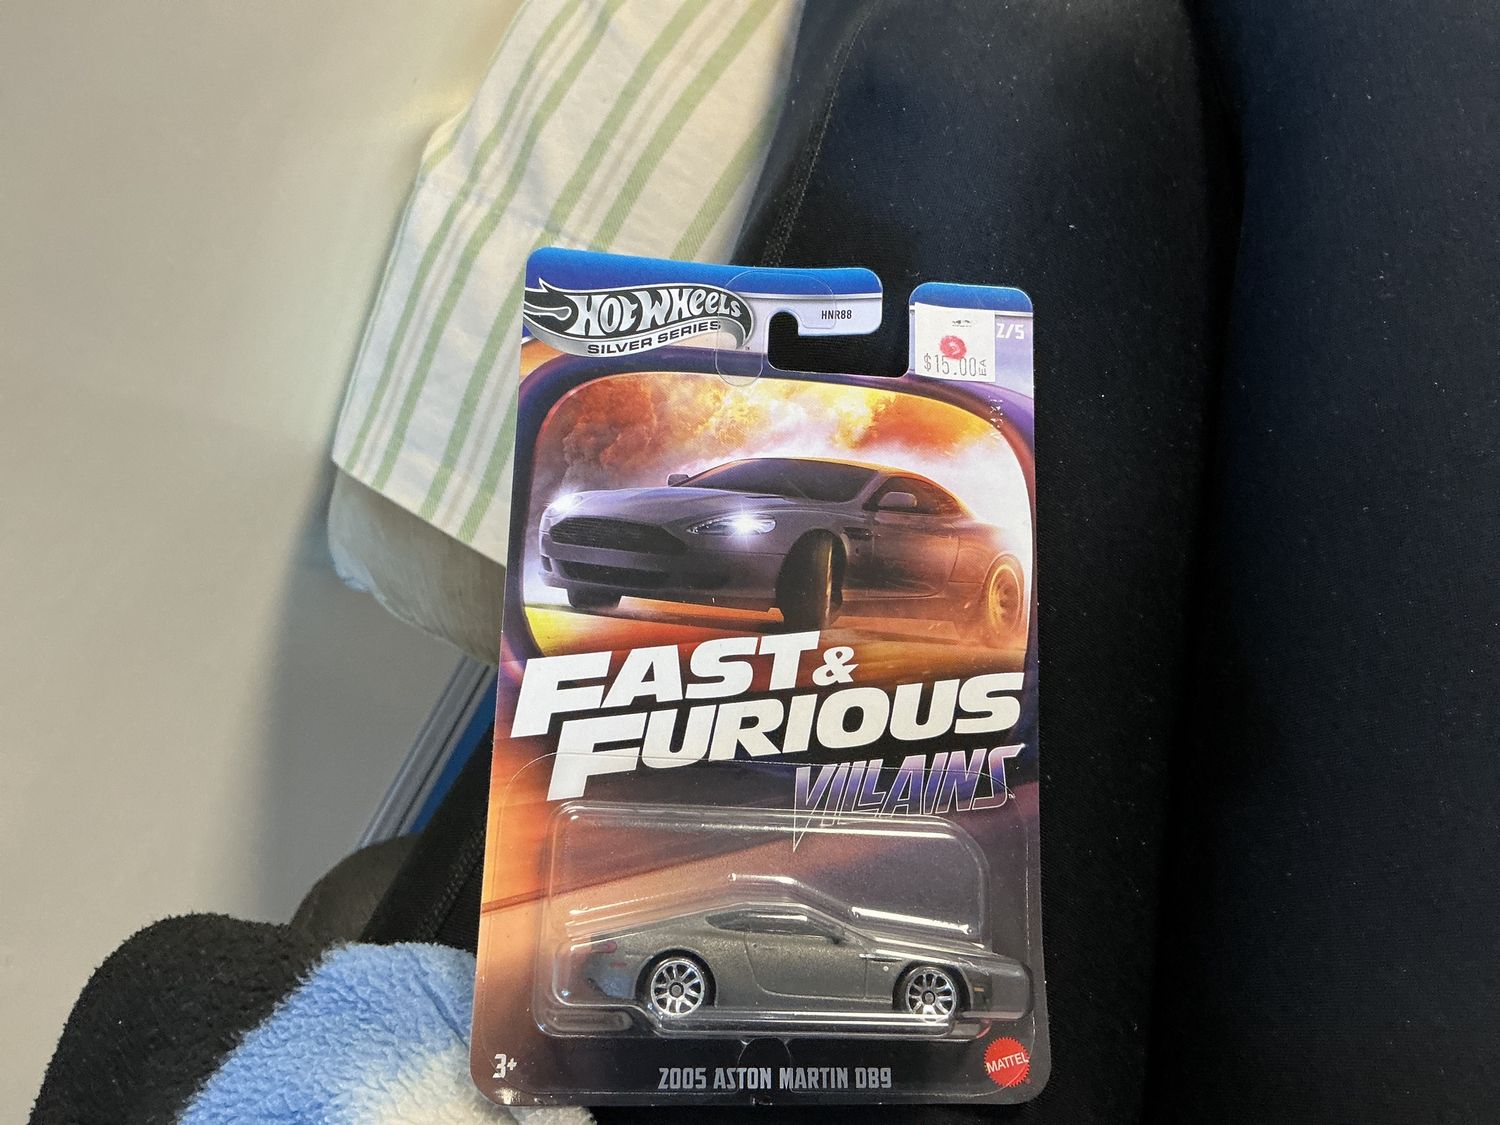 HOT WHEELS
SILVER SERIES
HNR88
2/5
$15.00 EA
FAST &
FURIOUS
VILLAINS
3+
2005 ASTON MARTIN DB9
MATTEL